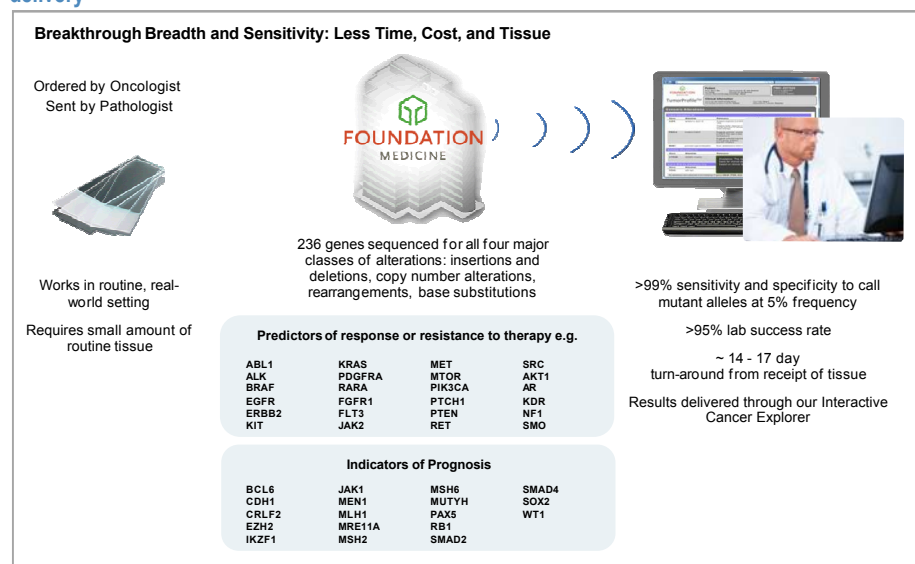 delivery
Breakthrough Breadth and Sensitivity: Less Time, Cost, and Tissue
Ordered by Oncologist
Sent by Pathologist
Works in routine, real-
world setting
Requires small amount of
routine tissue
FOUNDATION
MEDICINE
236 genes sequenced for all four major
classes of alterations: insertions and
deletions, copy number alterations,
rearrangements, base substitutions
Predictors of response or resistance to therapy e.g.
ABL1 KRAS MET SRC
ALK PDGFRA MTOR AKT1
BRAF RARA PIK3CA AR
EGFR FGFR1 PTCH1 KDR
ERBB2 FLT3 PTEN NF1
KIT JAK2 RET SMO
Indicators of Prognosis
BCL6 JAK1 MSH6 SMAD4
CDH1 MEN1 MUTYH SOX2
CRLF2 MLH1 PAX5 WT1
EZH2 MRE11A RB1
IKZF1 MSH2 SMAD2
>99% sensitivity and specificity to call
mutant alleles at 5% frequency
>95% lab success rate
~ 14 - 17 day
turn-around from receipt of tissue
Results delivered through our Interactive
Cancer Explorer